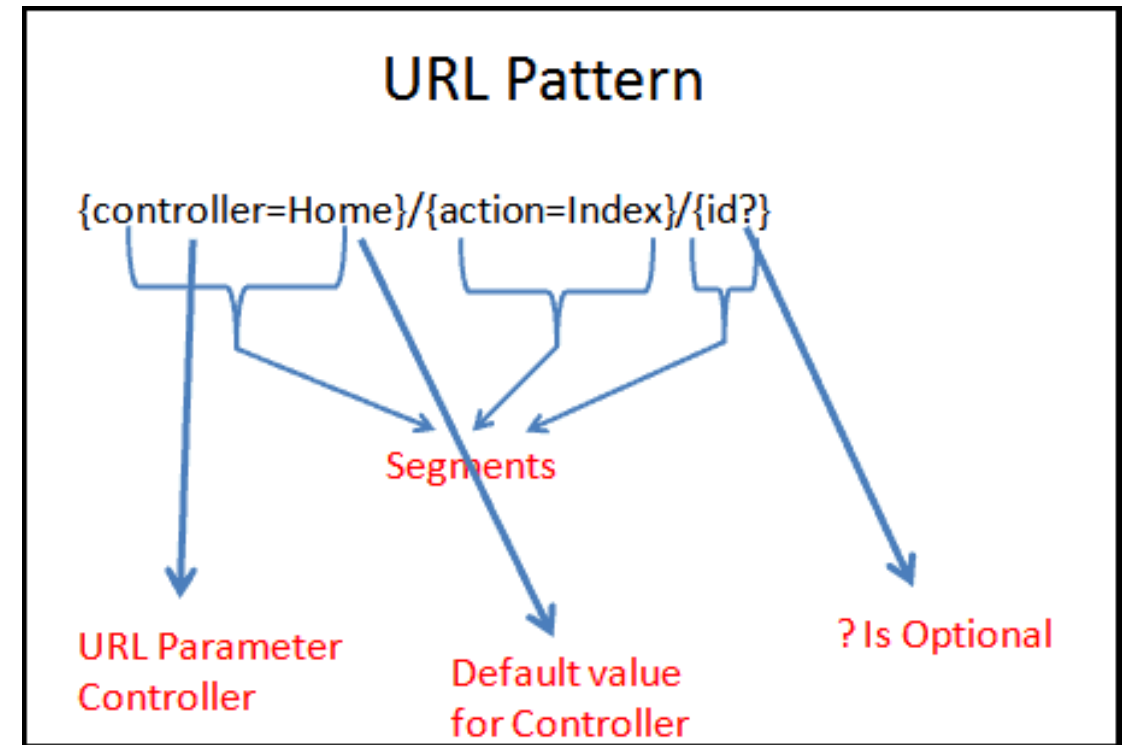 URL Pattern
{controller=Home}/{action=Index}/{id?}
Segments
URL Parameter
Controller
Default value
for Controller
? Is Optional